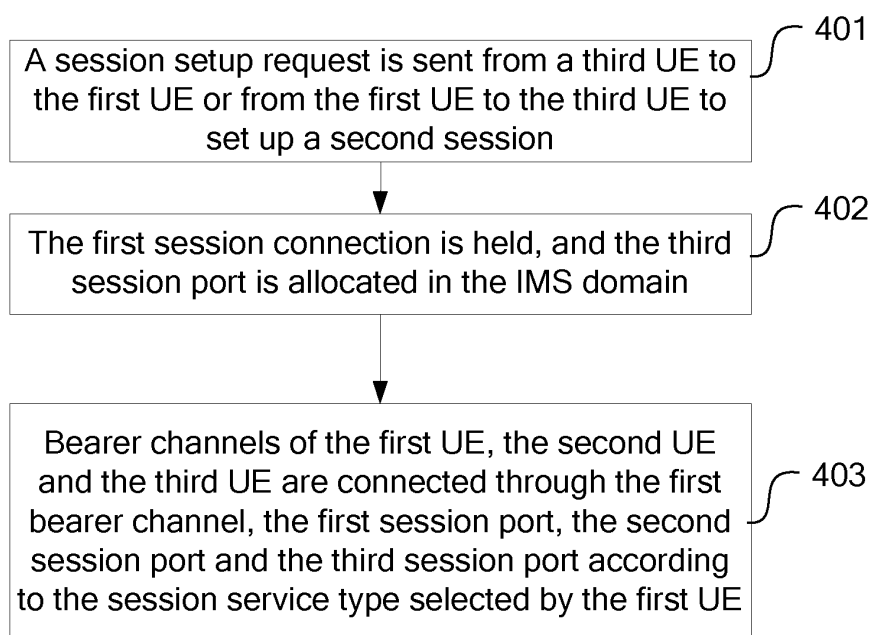 401
A session setup request is sent from a third UE to
the first UE or from the first UE to the third UE to
set up a second session
402
The first session connection is held, and the third
session port is allocated in the IMS domain
403
Bearer channels of the first UE, the second UE
and the third UE are connected through the first
bearer channel, the first session port, the second
session port and the third session port according
to the session service type selected by the first UE